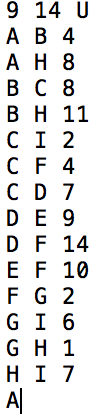 9 14 U
A B 4
A H 8
B C 8
B H 11
C I 2
C F 4
C D 7
D E 9
D F 14
E F 10
F G 2
G I 6
G H 1
H I 7
A